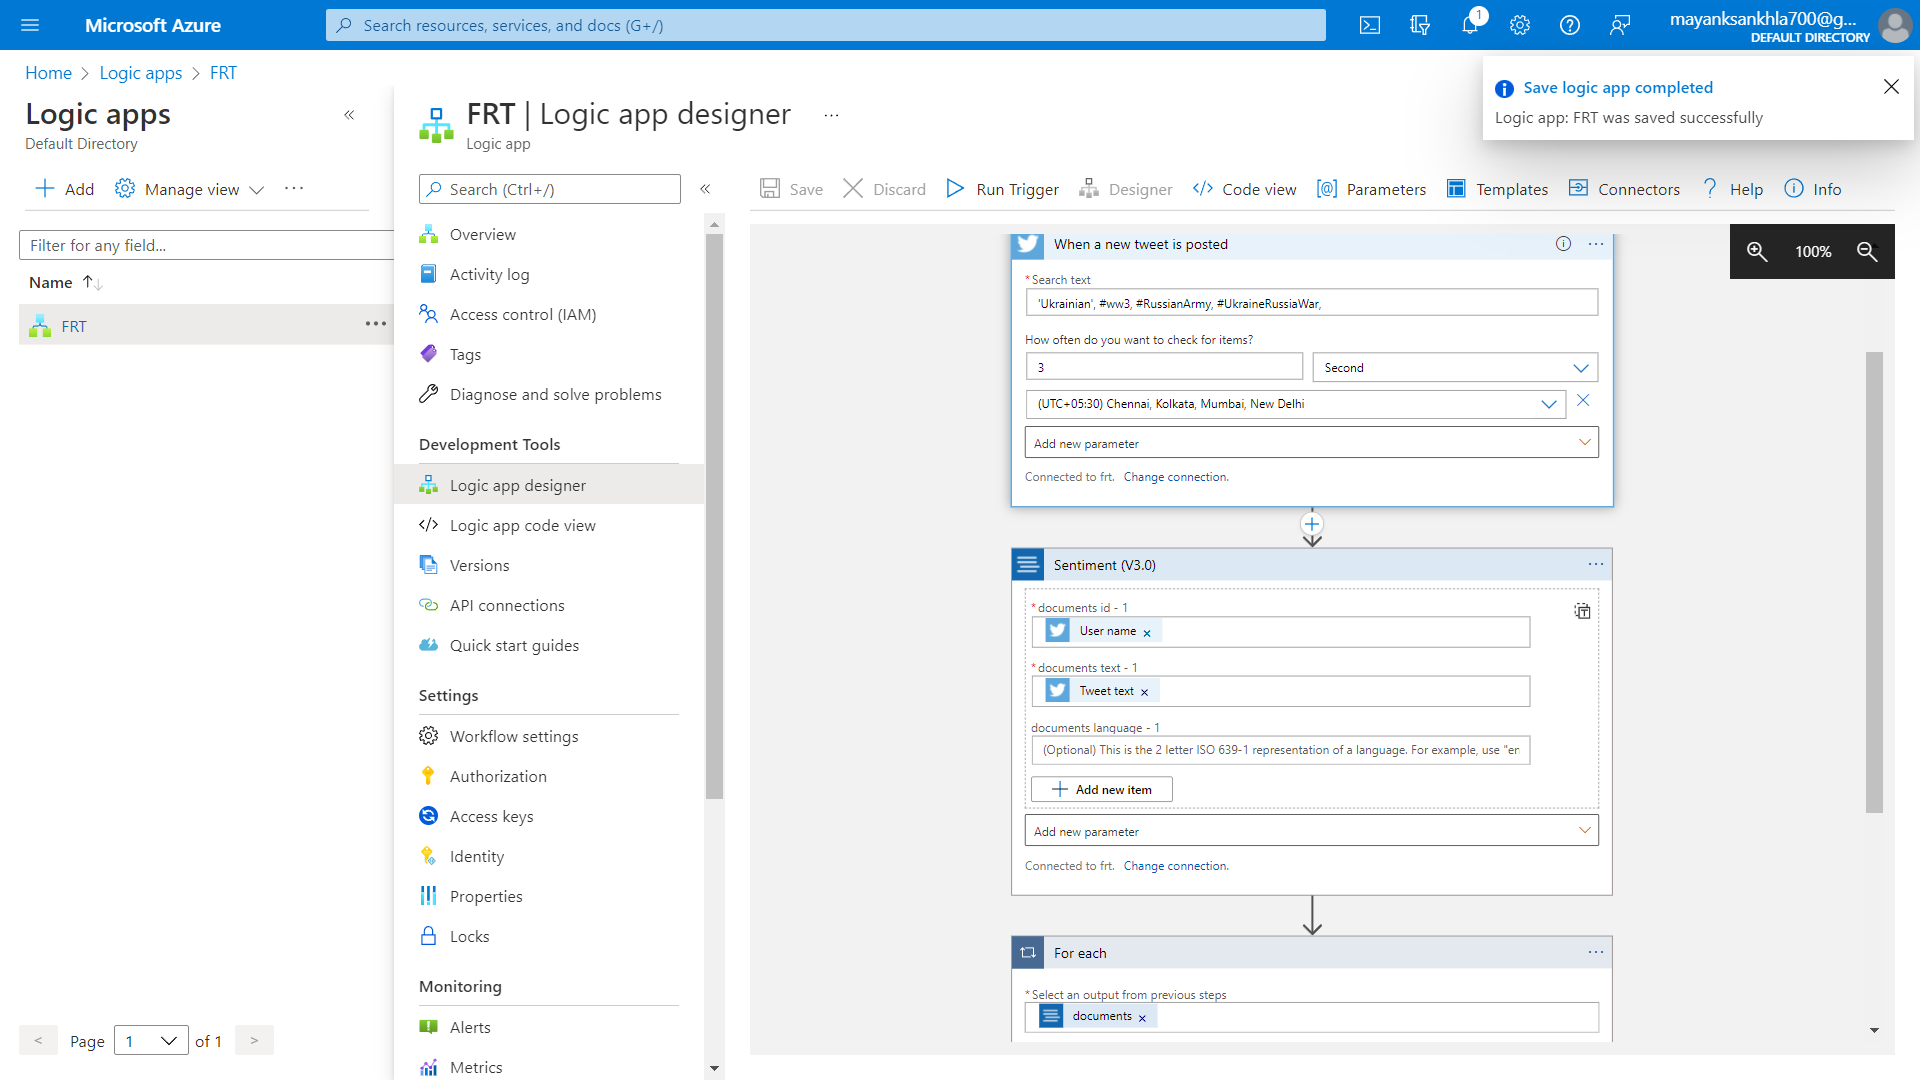 Microsoft Azure
Search resources, services, and docs (G+/)
1
mayanksankhla700@g...
DEFAULT DIRECTORY
Home > Logic apps > FRT
Save logic app completed
Logic app: FRT was saved successfully
Logic apps
Default Directory
Add
Manage view
Filter for any field...
Name
FRT
< Page 1 of 1 >
FRT | Logic app designer
Logic app
Search (Ctrl+/)
Overview
Activity log
Access control (IAM)
Tags
Diagnose and solve problems
Development Tools
Logic app designer
Logic app code view
Versions
API connections
Quick start guides
Settings
Workflow settings
Authorization
Access keys
Identity
Properties
Locks
Monitoring
Alerts
Metrics
Save
Discard
Run Trigger
Designer
Code view
Parameters
Templates
Connectors
Help
Info
100%
When a new tweet is posted
* Search text
'Ukrainian', #ww3, #RussianArmy, #UkraineRussiaWar,
How often do you want to check for items?
3
Second
(UTC+05:30) Chennai, Kolkata, Mumbai, New Delhi
Add new parameter
Connected to frt. Change connection.
Sentiment (V3.0)
* documents id - 1
User name ×
* documents text - 1
Tweet text ×
documents language - 1
(Optional) This is the 2 letter ISO 639-1 representation of a language. For example, use "en
Add new item
Add new parameter
Connected to frt. Change connection.
For each
* Select an output from previous steps
documents ×